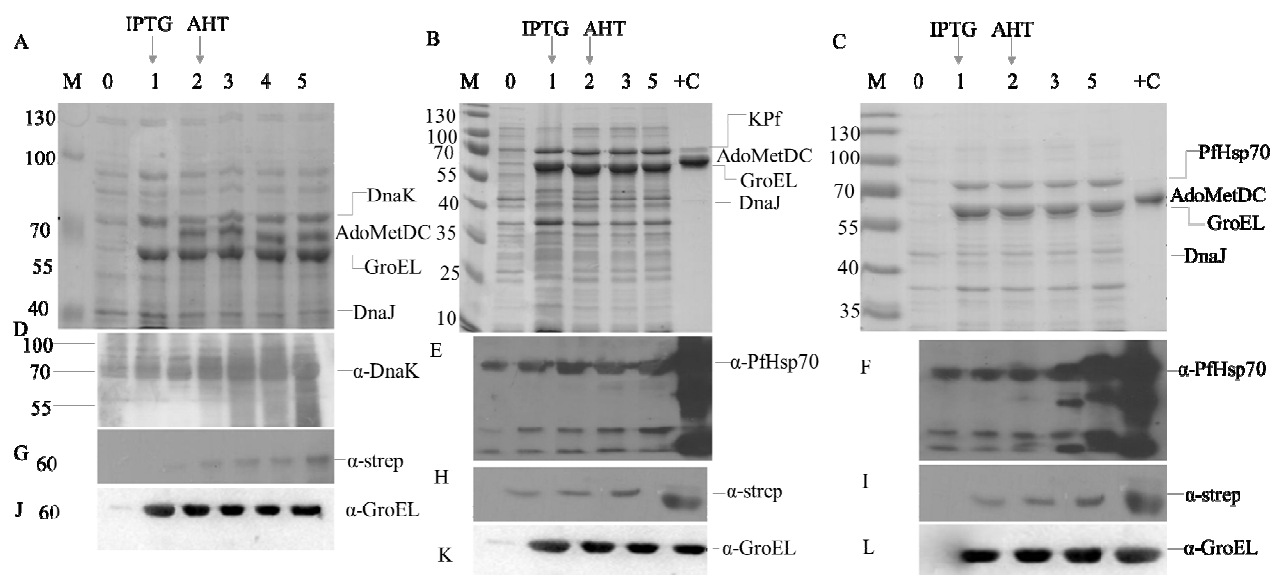 IPTG AHT
A
M 0 1 2 3 4 5
130
100
70
55
40
DnaK
AdoMetDC
GroEL
DnaJ
D
100
70
55
α-DnaK
G 60
α-strep
J 60
α-GroEL
IPTG AHT
B
M 0 1 2 3 5 +C
130
100
70
55
40
35
25
10
KPf
AdoMetDC
GroEL
DnaJ
E
α-PfHsp70
H
α-strep
K
α-GroEL
IPTG AHT
C
M 0 1 2 3 5 +C
130
100
70
55
40
35
PfHsp70
AdoMetDC
GroEL
DnaJ
F
α-PfHsp70
I
α-strep
L
α-GroEL